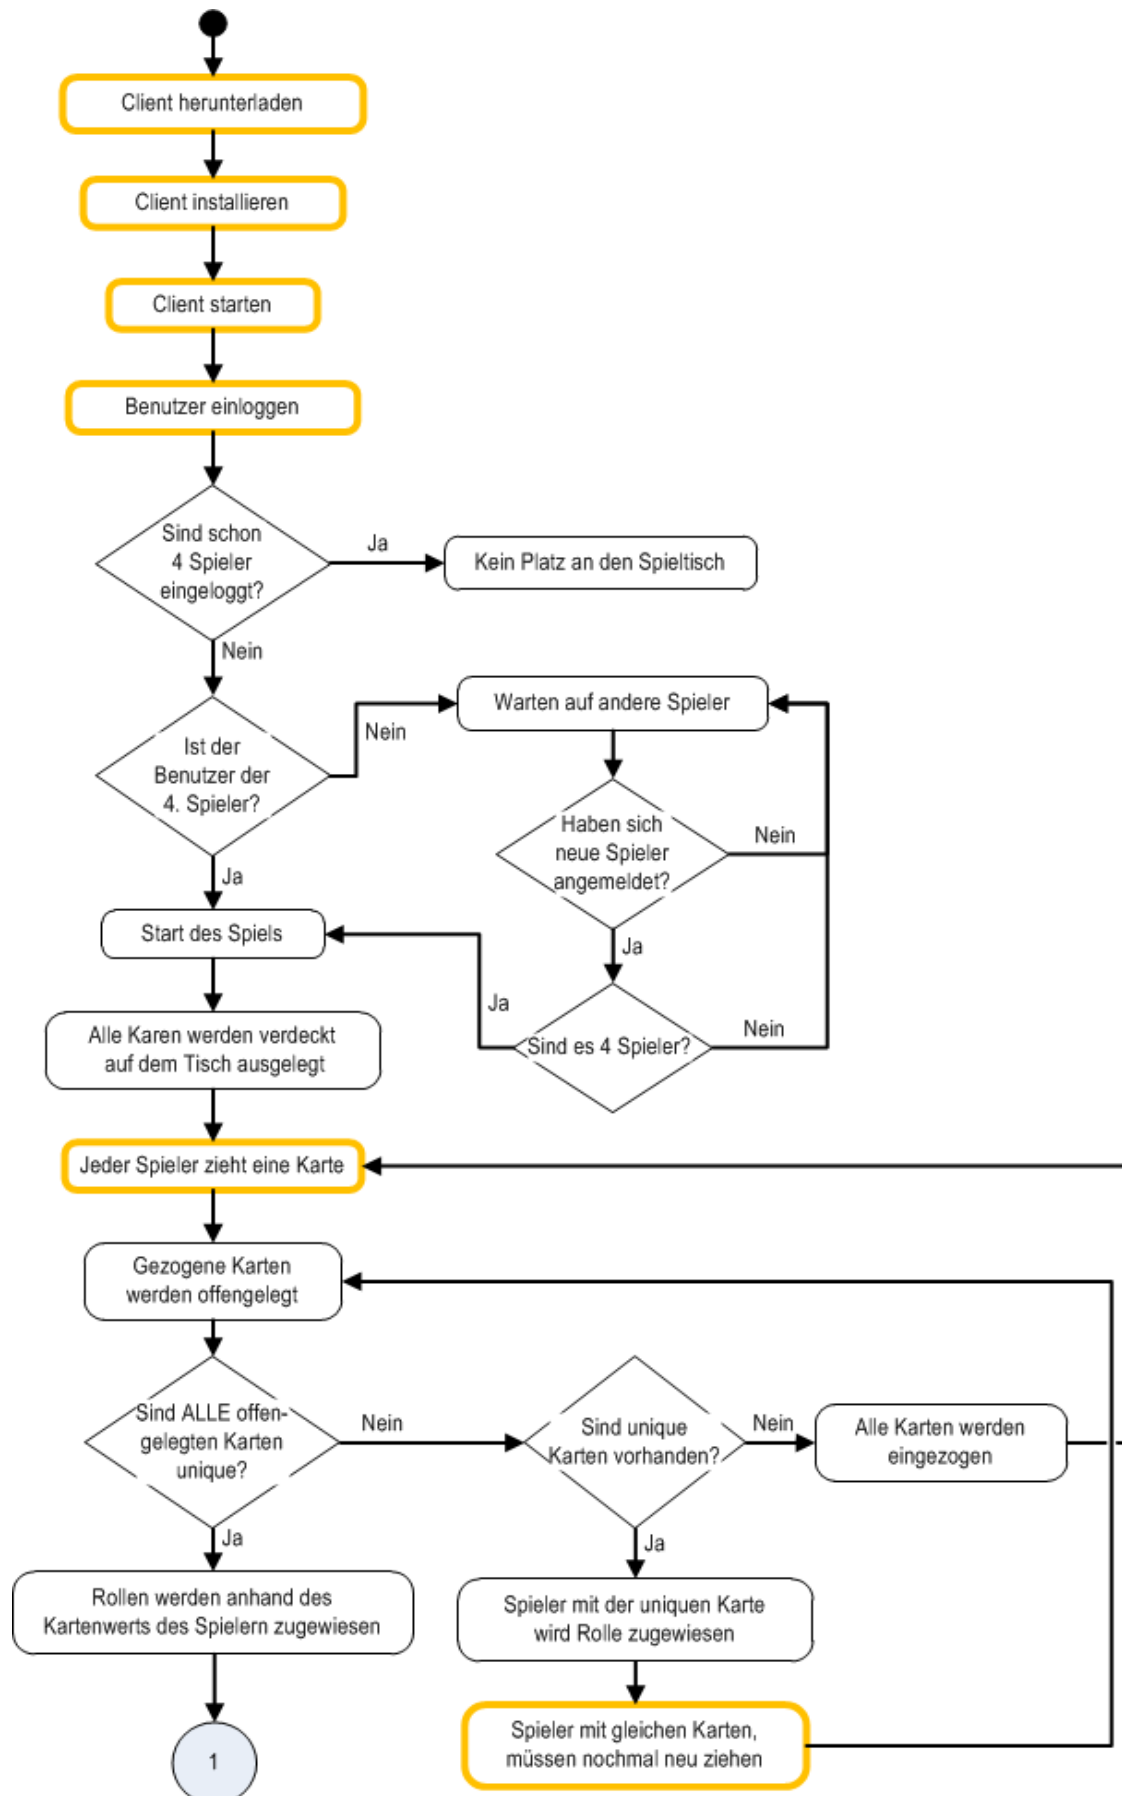 Client herunterladen
Client installieren
Client starten
Benutzer einloggen
Sind schon
4 Spieler
eingeloggt?
Ja
Kein Platz an den Spieltisch
Nein
Ist der
Benutzer der
4. Spieler?
Nein
Warten auf andere Spieler
Haben sich
neue Spieler
angemeldet?
Nein
Ja
Ja
Start des Spiels
Sind es 4 Spieler?
Ja
Nein
Alle Karen werden verdeckt
auf dem Tisch ausgelegt
Jeder Spieler zieht eine Karte
Gezogene Karten
werden offengelegt
Sind ALLE offen-
gelegten Karten
unique?
Nein
Sind unique
Karten vorhanden?
Nein
Alle Karten werden
eingezogen
Ja
Ja
Rollen werden anhand des
Kartenwerts des Spielern zugewiesen
Spieler mit der uniquen Karte
wird Rolle zugewiesen
Spieler mit gleichen Karten,
müssen nochmal neu ziehen
1